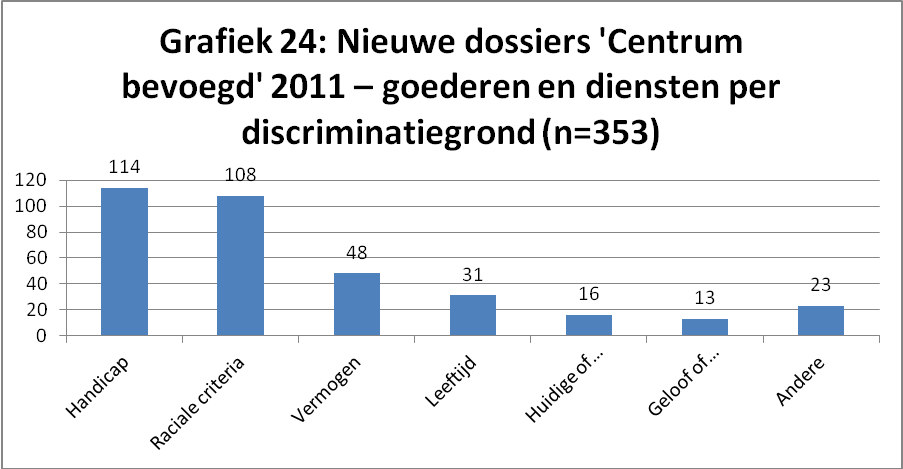 Grafiek 24: Nieuwe dossiers 'Centrum
bevoegd' 2011 – goederen en diensten per
discriminatiegrond (n=353)
120
100
80
60
40
20
0
114
108
48
31
16
13
23
Handicap
Raciale criteria
Vermogen
Leeftijd
Huidige of...
Geloof of...
Andere